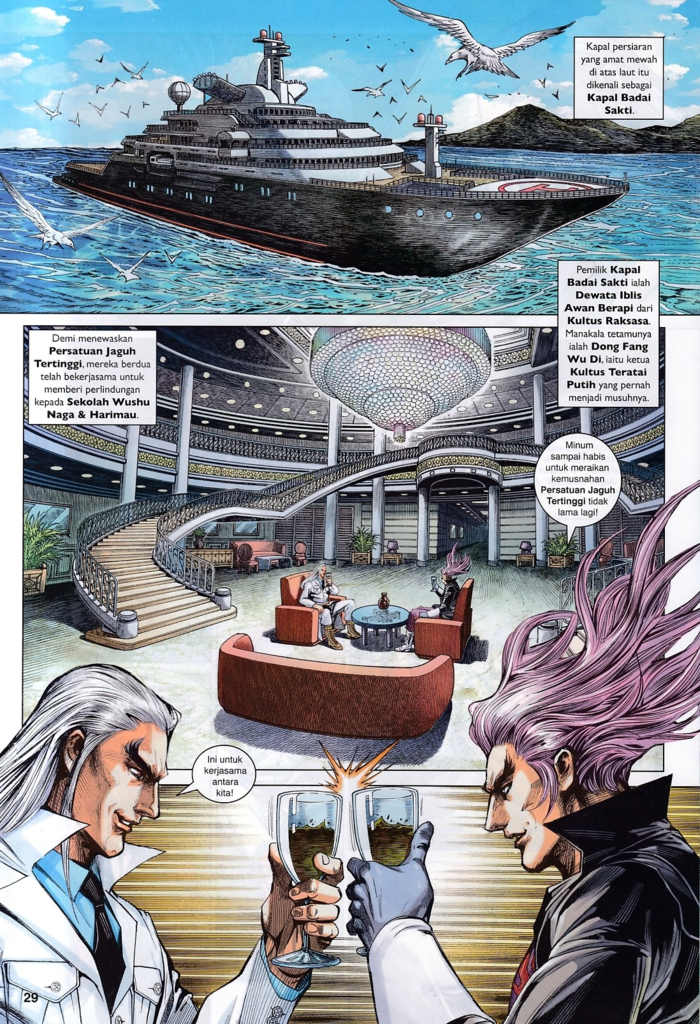 Kapal persiaran
yang amat mewah
di atas laut itu
dikenali sebagai
Kapal Badai
Sakti.
Pemilik Kapal
Badai Sakti ialah
Dewata Iblis
Awan Berapi dari
Kultus Raksasa.
Manakala tetamunya
ialah Dong Fang
Wu Di, iaitu ketua
Kultus Teratai
Putih yang pernah
menjadi musuhnya.
Demi menewaskan
Persatuan Jaguh
Tertinggi, mereka berdua
telah bekerjasama untuk
memberi perlindungan
kepada Sekolah Wushu
Naga & Harimau.
Minum
sampai habis
untuk meraikan
kemusnahan
Persatuan Jaguh
Tertinggi tidak
lama lagi!
Ini untuk
kerjasama
antara
kita!
29